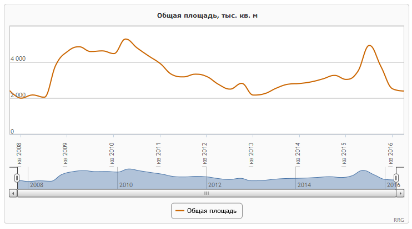 Общая площадь, тыс. кв. м
4 000
2 000
0
I кв 2008
I кв 2009
I кв 2010
I кв 2011
I кв 2012
I кв 2013
I кв 2014
I кв 2015
I кв 2016
2008
2010
2012
2014
2016
Общая площадь
RRG